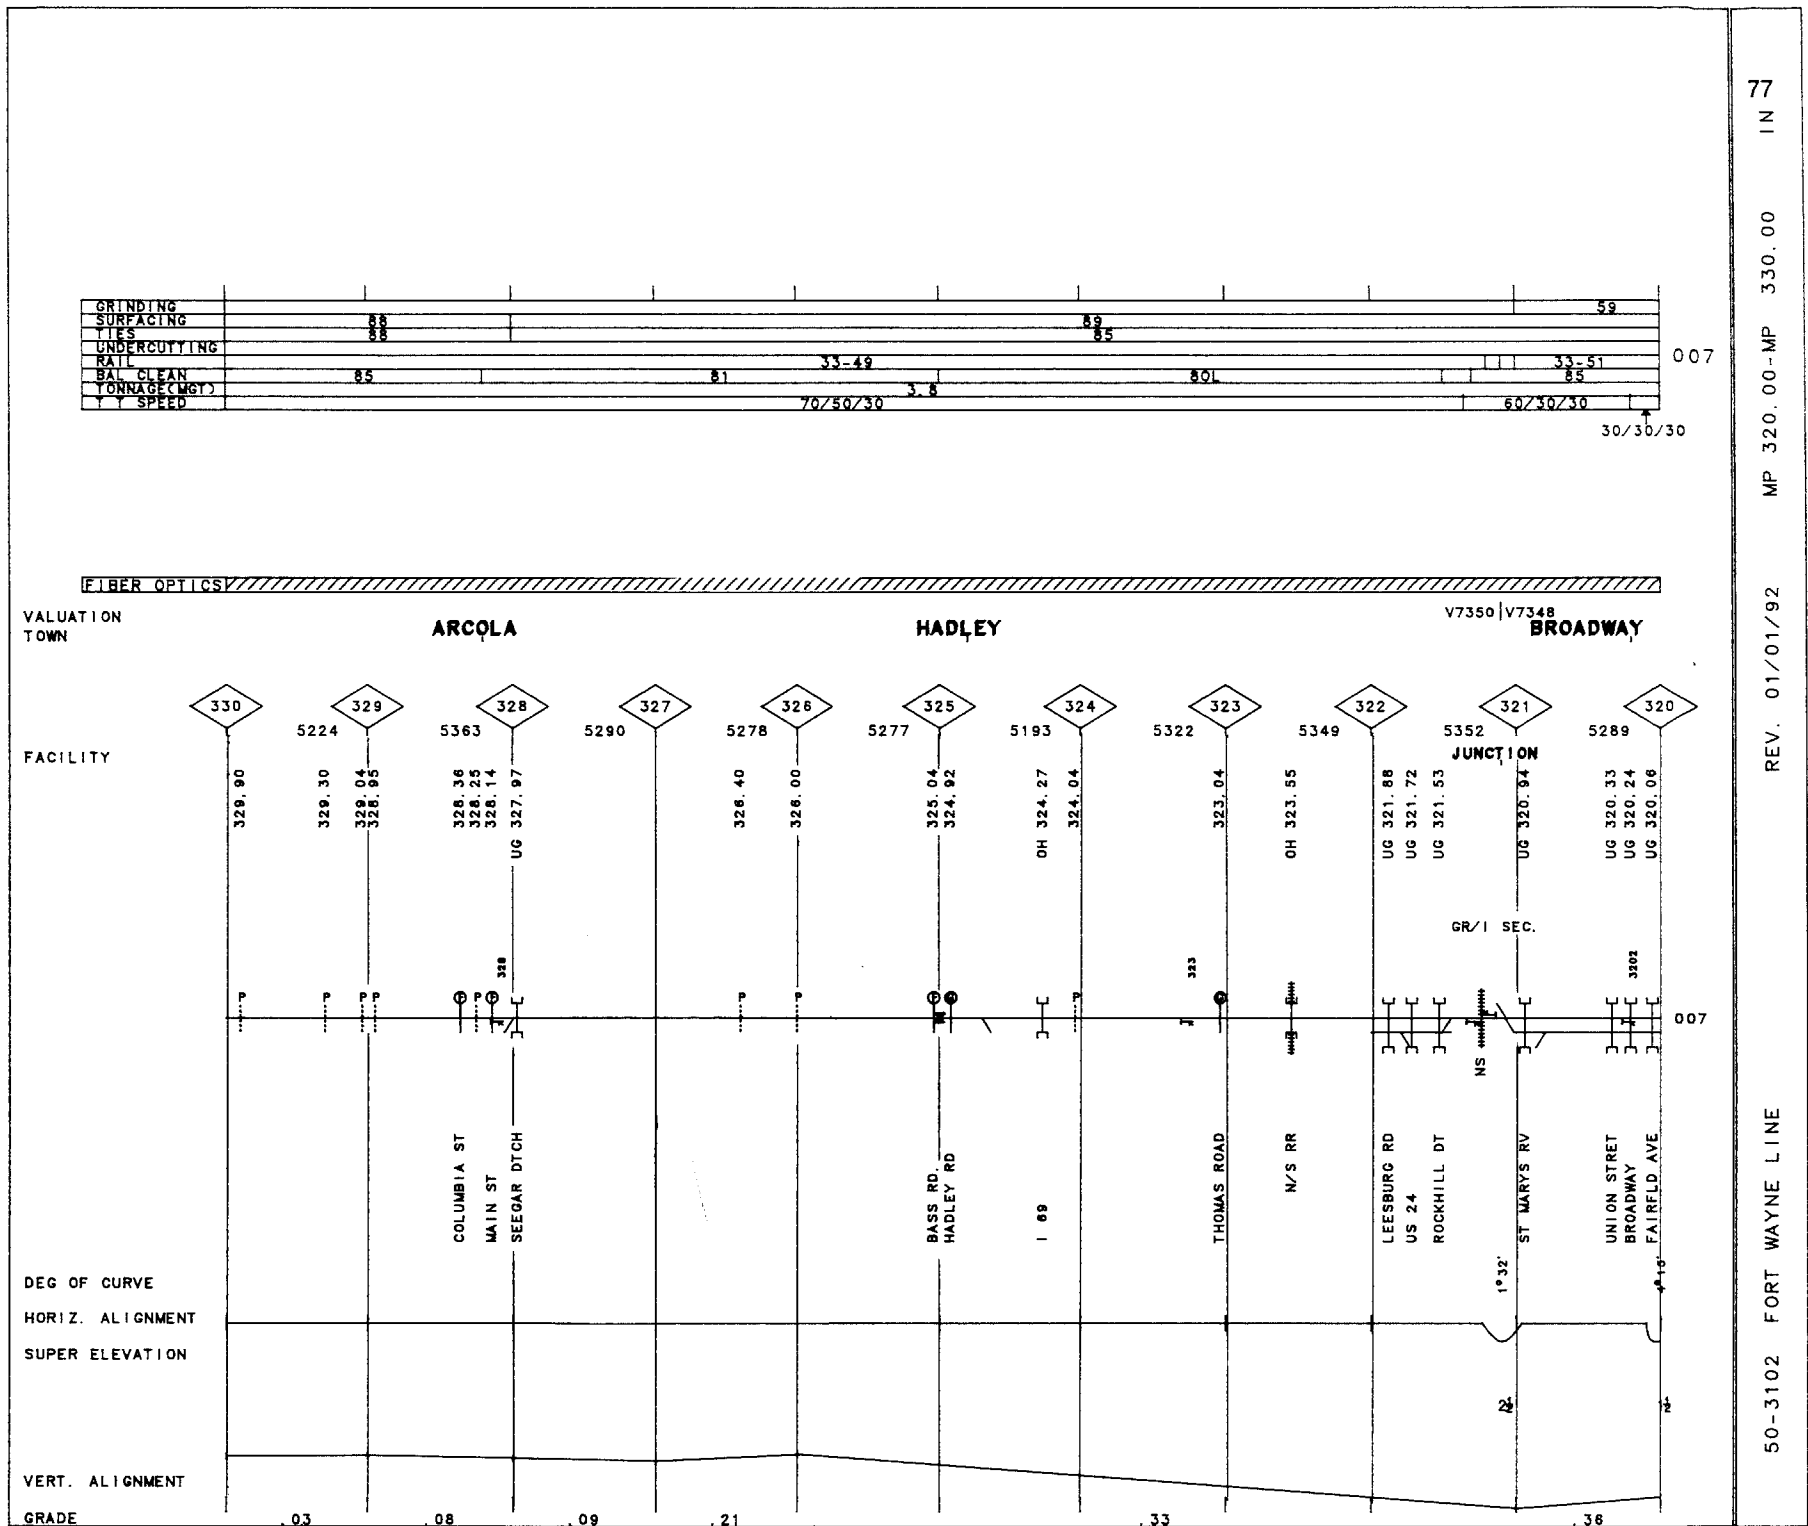 GRINDING 59
SURFACING 88 89
TIES 88 85
UNDERCUTTING
RAIL 33-49 33-51
BAL CLEAN 85 81 80L 85
TONNAGE(MGT) 3.8
T T SPEED 70/50/30 60/30/30
30/30/30
007
FIBER OPTICS
VALUATION V7350 V7348
TOWN ARCOLA HADLEY BROADWAY
330 329 328 327 326 325 324 323 322 321 320
5224 5363 5290 5278 5277 5193 5322 5349 5352 5289
FACILITY JUNCTION
329.90
329.30
329.04
328.95
328.36
328.25
328.14
UG 327.97
326.40
326.00
325.04
324.92
OH 324.27
324.04
323.04
OH 323.55
UG 321.88
UG 321.72
UG 321.53
UG 320.94
UG 320.33
UG 320.24
UG 320.06
GR/I SEC.
328
323
3202
P P P P P P P
NS
007
COLUMBIA ST
MAIN ST
SEEGAR DTCH
BASS RD.
HADLEY RD
I 69
THOMAS ROAD
N/S RR
LEESBURG RD
US 24
ROCKHILL DT
ST MARYS RV
UNION STRET
BROADWAY
FAIRFLD AVE
DEG OF CURVE 1°32'
HORIZ. ALIGNMENT
SUPER ELEVATION
VERT. ALIGNMENT
GRADE .03 .08 .09 .21 .33 .36
77
IN
MP 320.00-MP 330.00
REV. 01/01/92
50-3102 FORT WAYNE LINE